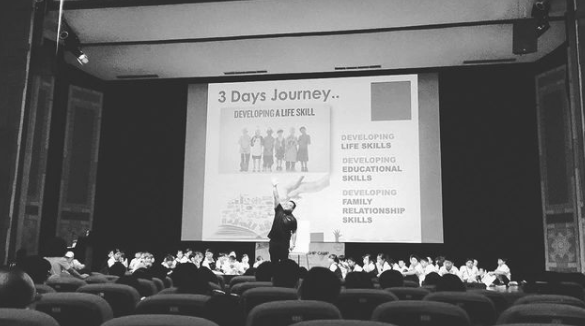 3 Days Journey..
DEVELOPING A LIFE SKILL
DEVELOPING
LIFE SKILLS
DEVELOPING
EDUCATIONAL
SKILLS
DEVELOPING
FAMILY
RELATIONSHIP
SKILLS